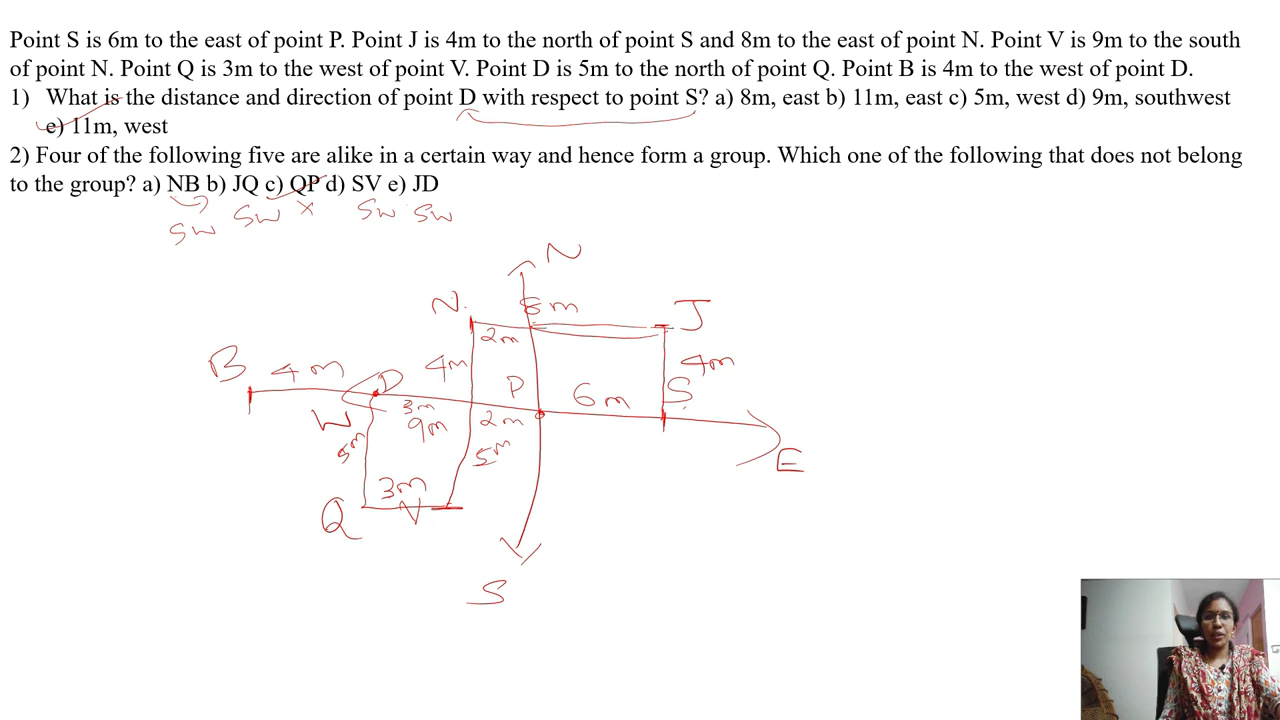 Point S is 6m to the east of point P. Point J is 4m to the north of point S and 8m to the east of point N. Point V is 9m to the south
of point N. Point Q is 3m to the west of point V. Point D is 5m to the north of point Q. Point B is 4m to the west of point D.
1) What is the distance and direction of point D with respect to point S? a) 8m, east b) 11m, east c) 5m, west d) 9m, southwest
e) 11m, west
2) Four of the following five are alike in a certain way and hence form a group. Which one of the following that does not belong
to the group? a) NB b) JQ c) QP d) SV e) JD
SW SW X SW SW
N
N 8m J
2m
B 4m D 4m P 6m S 4m
W 3m 2m
9m
5m 5m E
3m
Q V
S